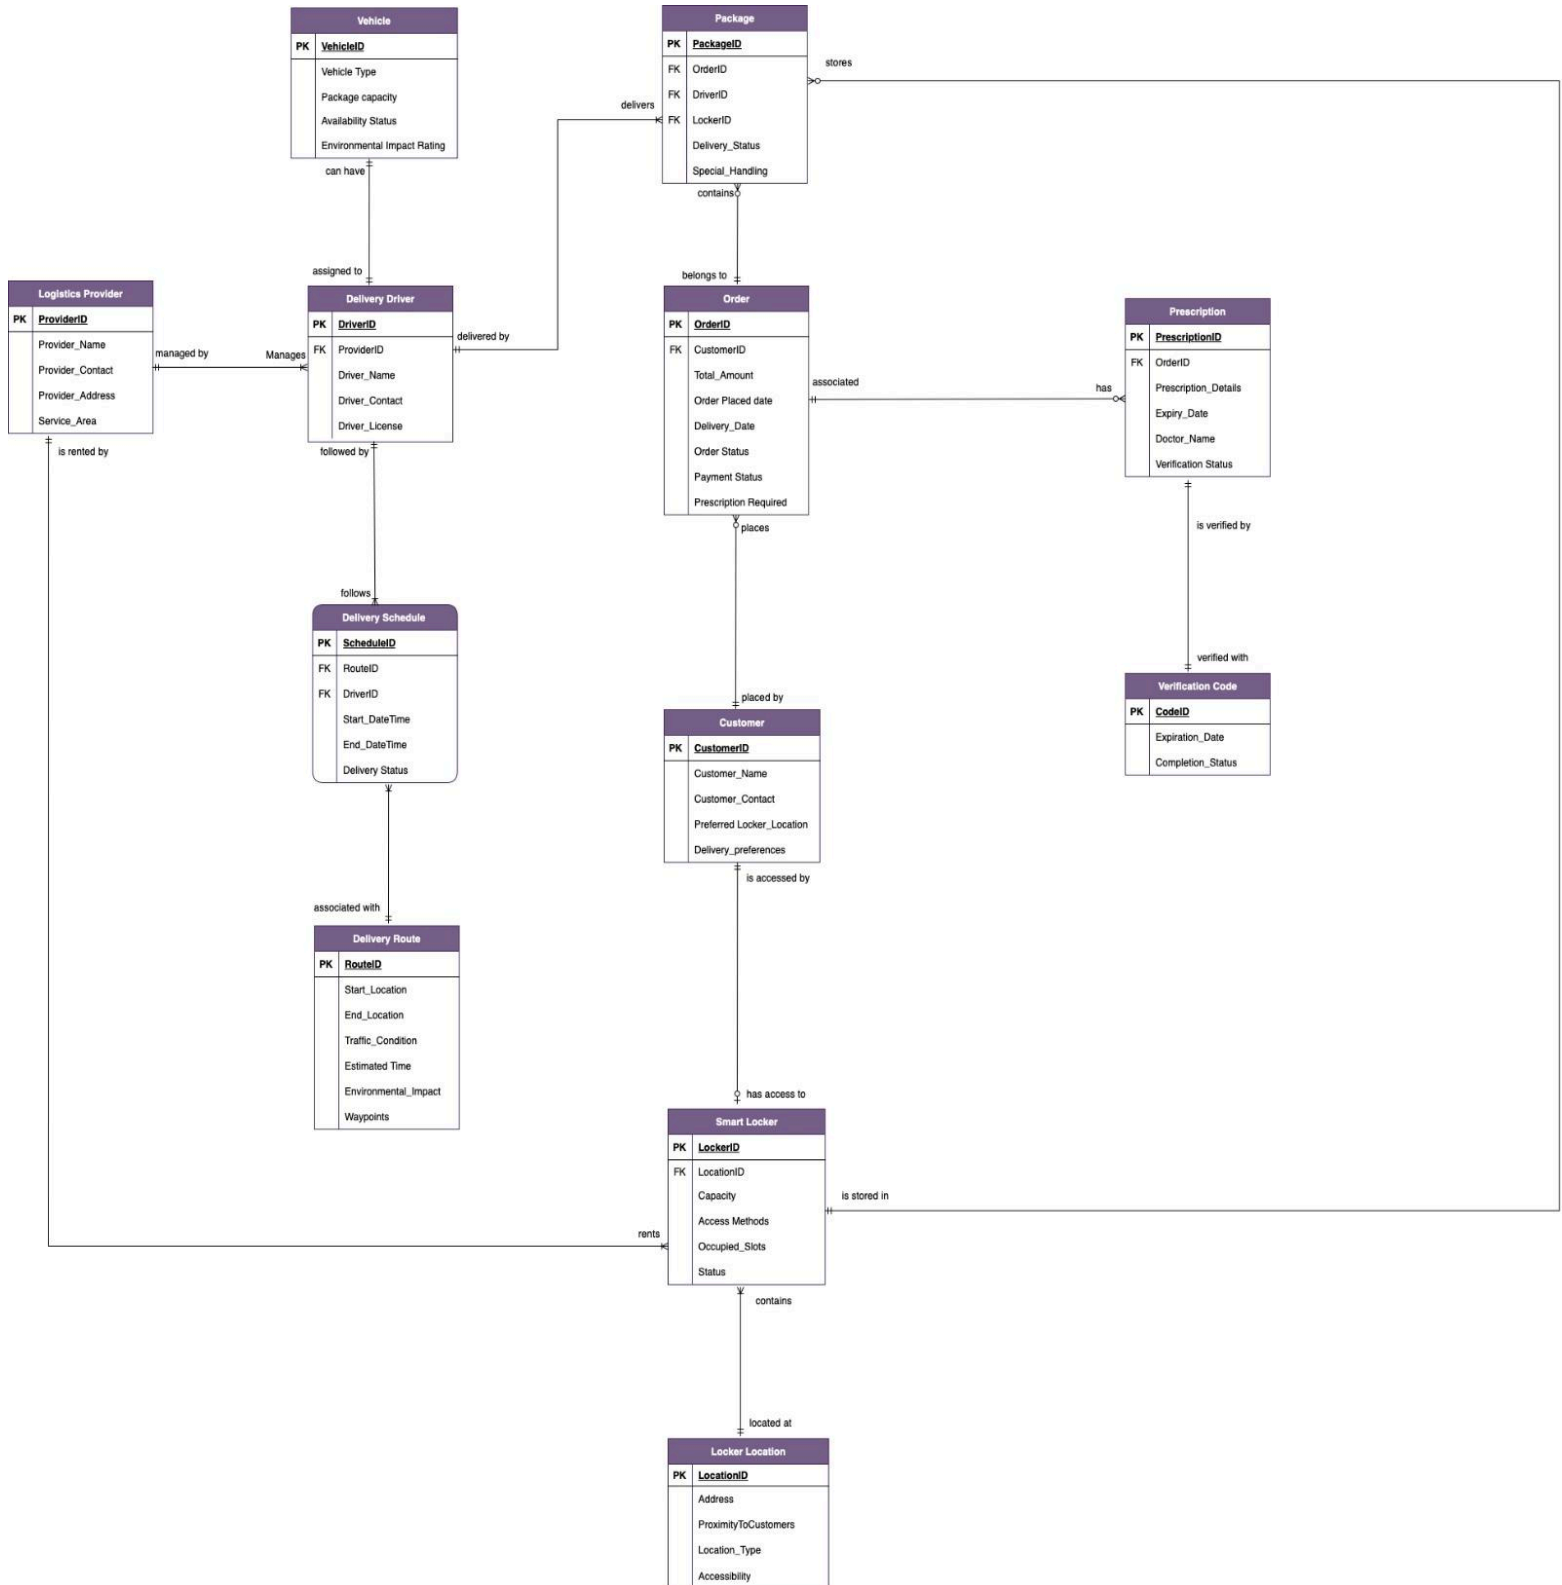 Vehicle
PK VehicleID
Vehicle Type
Package capacity
Availability Status
Environmental Impact Rating
can have
assigned to
Package
PK PackageID
FK OrderID
FK DriverID
FK LockerID
Delivery_Status
Special_Handling
stores
delivers
contains
belongs to
Logistics Provider
PK ProviderID
Provider_Name
Provider_Contact
Provider_Address
Service_Area
managed by
Manages
is rented by
Delivery Driver
PK DriverID
FK ProviderID
Driver_Name
Driver_Contact
Driver_License
delivered by
followed by
Order
PK OrderID
FK CustomerID
Total_Amount
Order Placed date
Delivery_Date
Order Status
Payment Status
Prescription Required
associated
has
places
Prescription
PK PrescriptionID
FK OrderID
Prescription_Details
Expiry_Date
Doctor_Name
Verification Status
is verified by
verified with
follows
Delivery Schedule
PK ScheduleID
FK RouteID
FK DriverID
Start_DateTime
End_DateTime
Delivery Status
placed by
Customer
PK CustomerID
Customer_Name
Customer_Contact
Preferred Locker_Location
Delivery_preferences
is accessed by
Verification Code
PK CodeID
Expiration_Date
Completion_Status
associated with
Delivery Route
PK RouteID
Start_Location
End_Location
Traffic_Condition
Estimated Time
Environmental_Impact
Waypoints
has access to
Smart Locker
PK LockerID
FK LocationID
Capacity
Access Methods
Occupied_Slots
Status
is stored in
rents
contains
located at
Locker Location
PK LocationID
Address
ProximityToCustomers
Location_Type
Accessibility